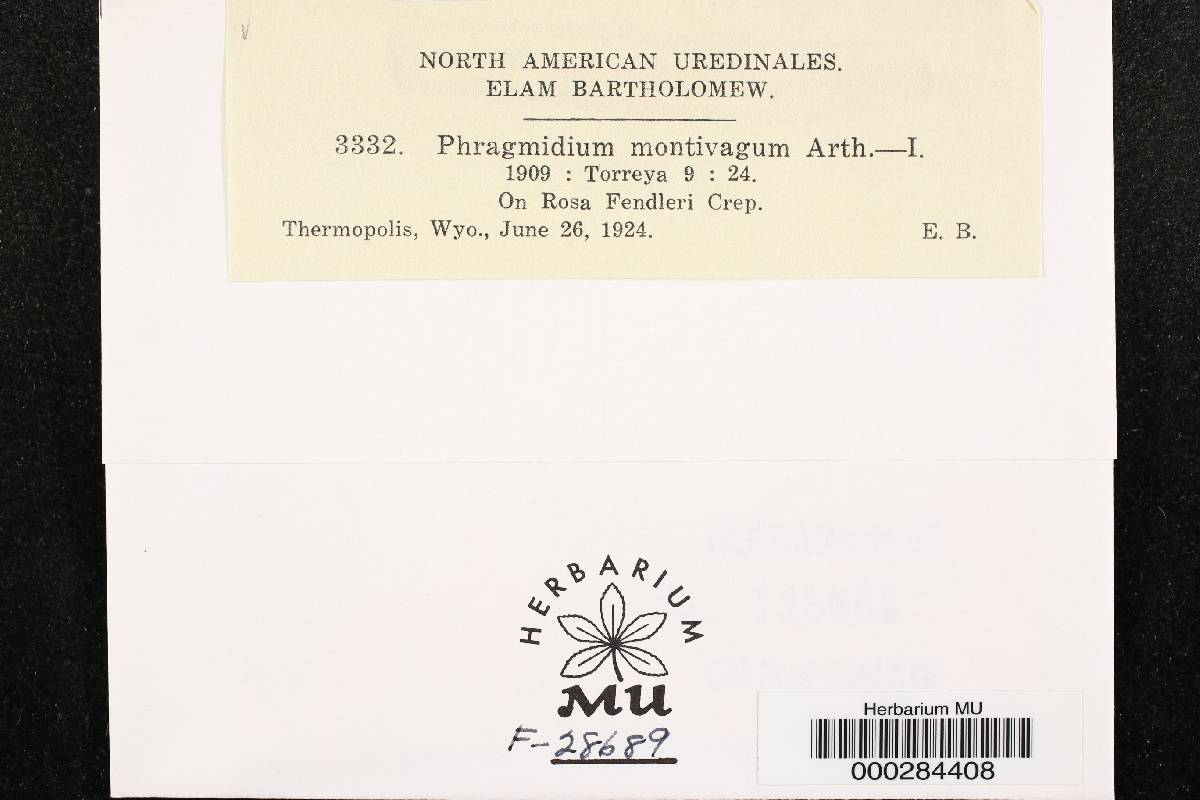 NORTH AMERICAN UREDINALES.
ELAM BARTHOLOMEW.
3332. Phragmidium montivagum Arth.—I.
1909 : Torreya 9 : 24.
On Rosa Fendleri Crep.
Thermopolis, Wyo., June 26, 1924. E. B.
HERBARIUM
MU
F-28689
Herbarium MU
000284408